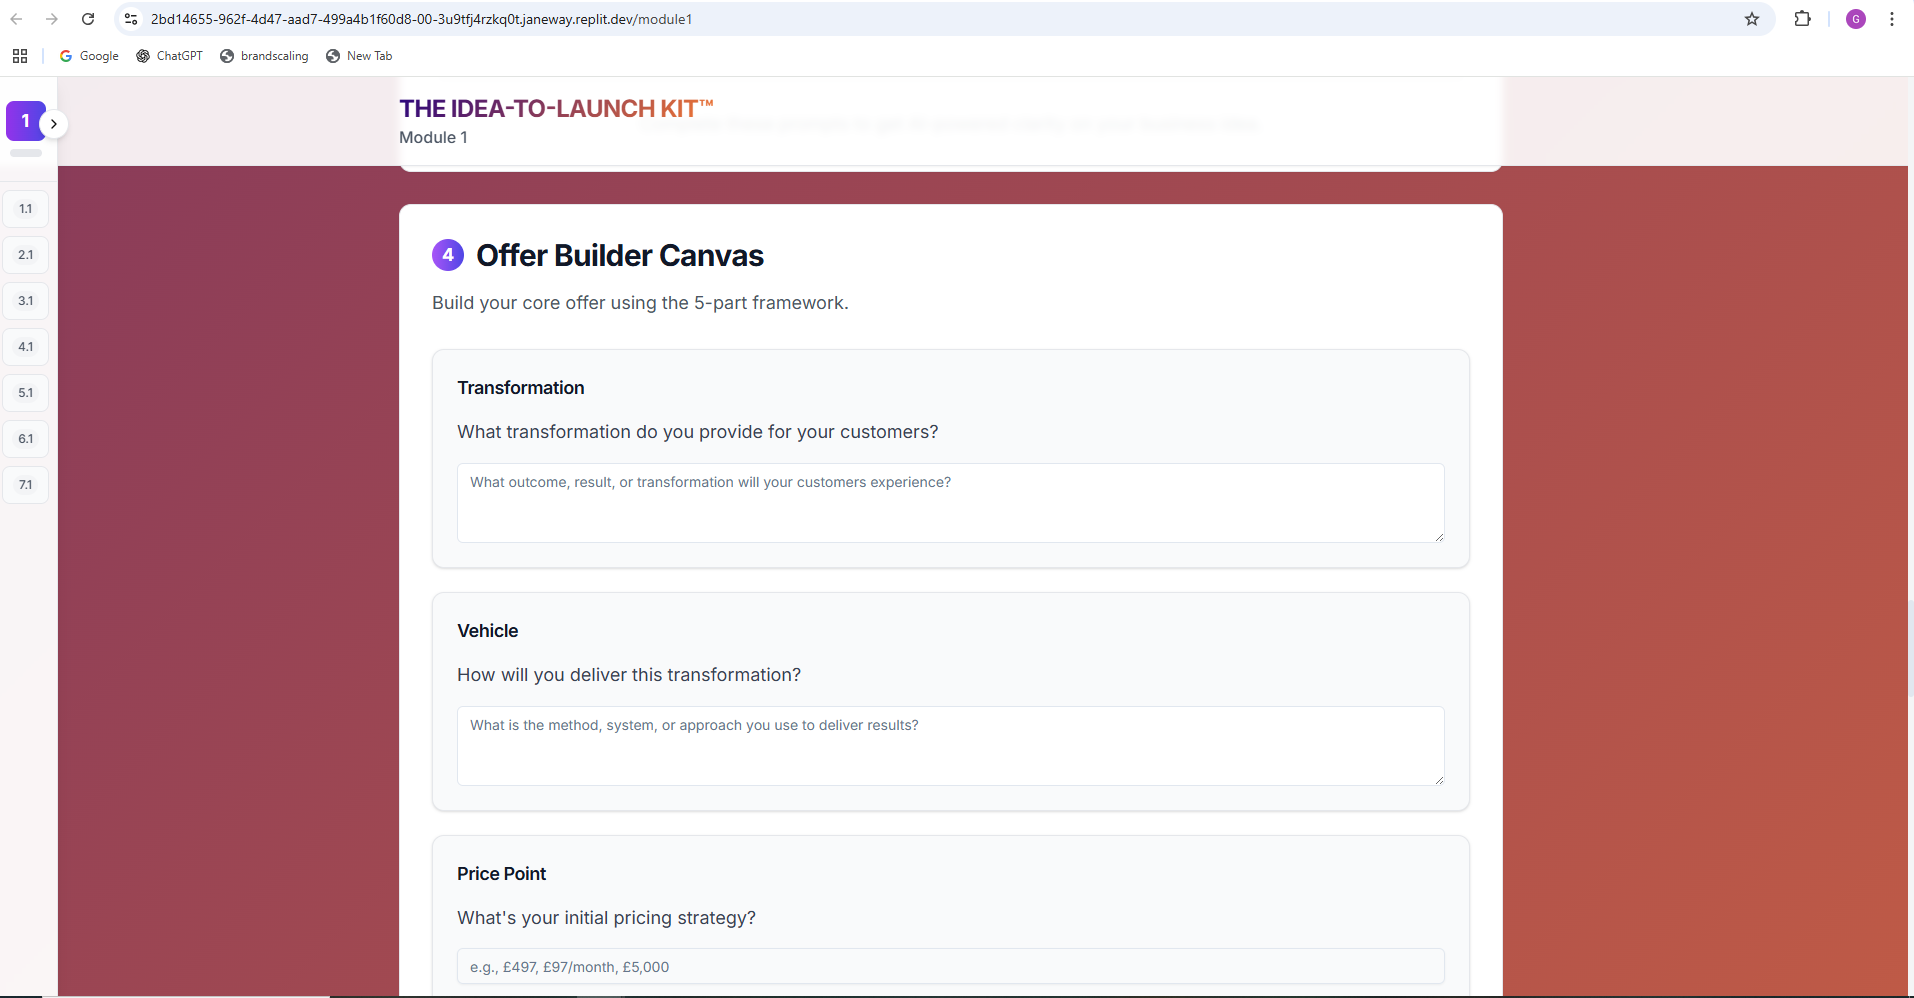 2bd14655-962f-4d47-aad7-499a4b1f60d8-00-3u9tfj4rzkq0t.janeway.replit.dev/module1
G
Google
ChatGPT
brandscaling
New Tab
1
THE IDEA-TO-LAUNCH KIT™
Module 1
1.1
2.1
3.1
4.1
5.1
6.1
7.1
4 Offer Builder Canvas
Build your core offer using the 5-part framework.
Transformation
What transformation do you provide for your customers?
What outcome, result, or transformation will your customers experience?
Vehicle
How will you deliver this transformation?
What is the method, system, or approach you use to deliver results?
Price Point
What's your initial pricing strategy?
e.g., £497, £97/month, £5,000